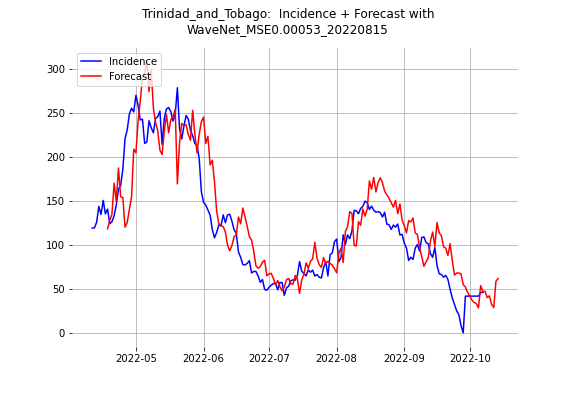 Trinidad_and_Tobago:  Incidence + Forecast with
WaveNet_MSE0.00053_20220815
Incidence
Forecast
300
250
200
150
100
50
0
2022-05 2022-06 2022-07 2022-08 2022-09 2022-10